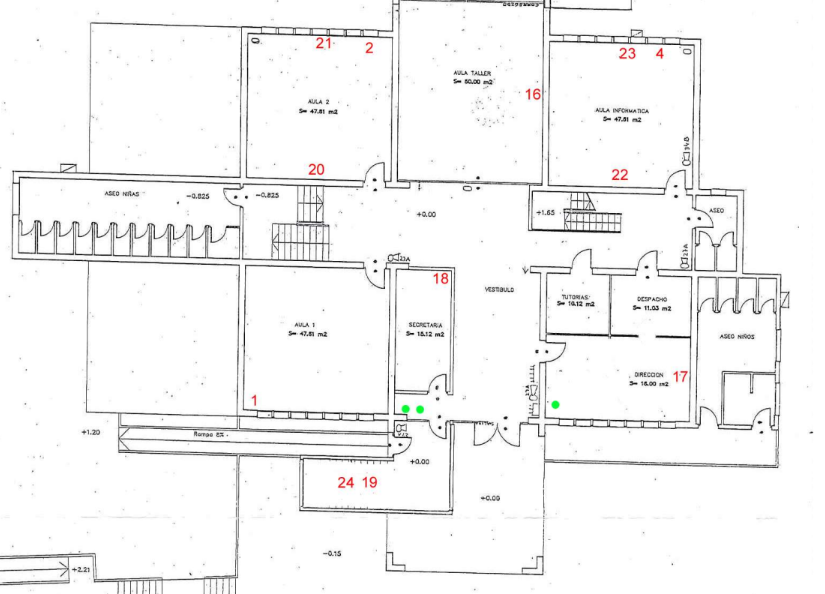 21
2
23
4
AULA TALLER
S= 50.00 m2
16
AULA 2
S= 47.81 m2
AULA INFORMATICA
S= 47.81 m2
20
22
ASEO NIÑAS
-0.825
-0.825
+0.00
+1.65
ASEO
27A
27A
18
VESTIBULO
TUTORIAS
S= 10.12 m2
DESPACHO
S= 11.03 m2
AULA 1
S= 47.81 m2
SECRETARIA
S= 15.12 m2
ASEO NIÑOS
DIRECCION
S= 16.00 m2
17
1
+1.20
Rampa 8%
+0.00
24 19
+0.00
-0.15
+2.21